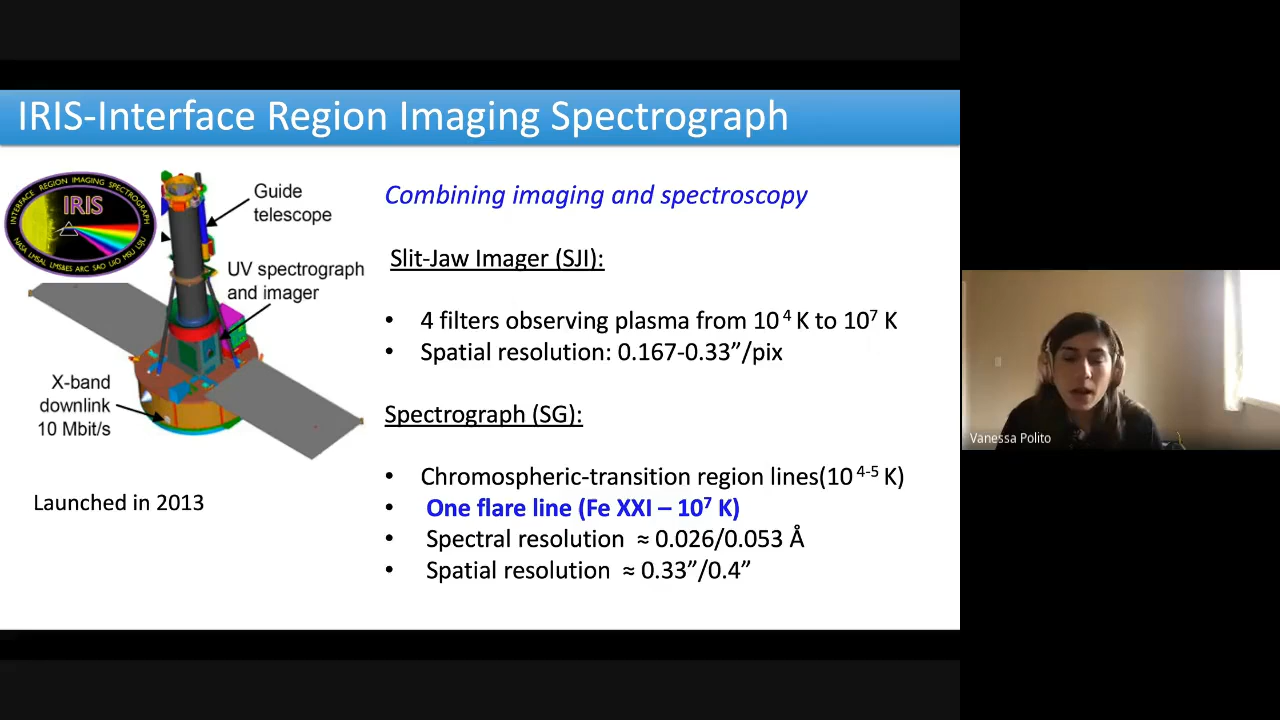 IRIS-Interface Region Imaging Spectrograph
INTERFACE REGION IMAGING SPECTROGRAPH
IRIS
NASA LMSAL LMS&ES ARC SAO UiO MSU LSJU
Guide
telescope
UV spectrograph
and imager
X-band
downlink
10 Mbit/s
Launched in 2013
Combining imaging and spectroscopy
Slit-Jaw Imager (SJI):
• 4 filters observing plasma from 10⁴ K to 10⁷ K
• Spatial resolution: 0.167-0.33”/pix
Spectrograph (SG):
• Chromospheric-transition region lines(10⁴⁻⁵ K)
• One flare line (Fe XXI – 10⁷ K)
• Spectral resolution ≈ 0.026/0.053 Å
• Spatial resolution ≈ 0.33”/0.4”
Vanessa Polito